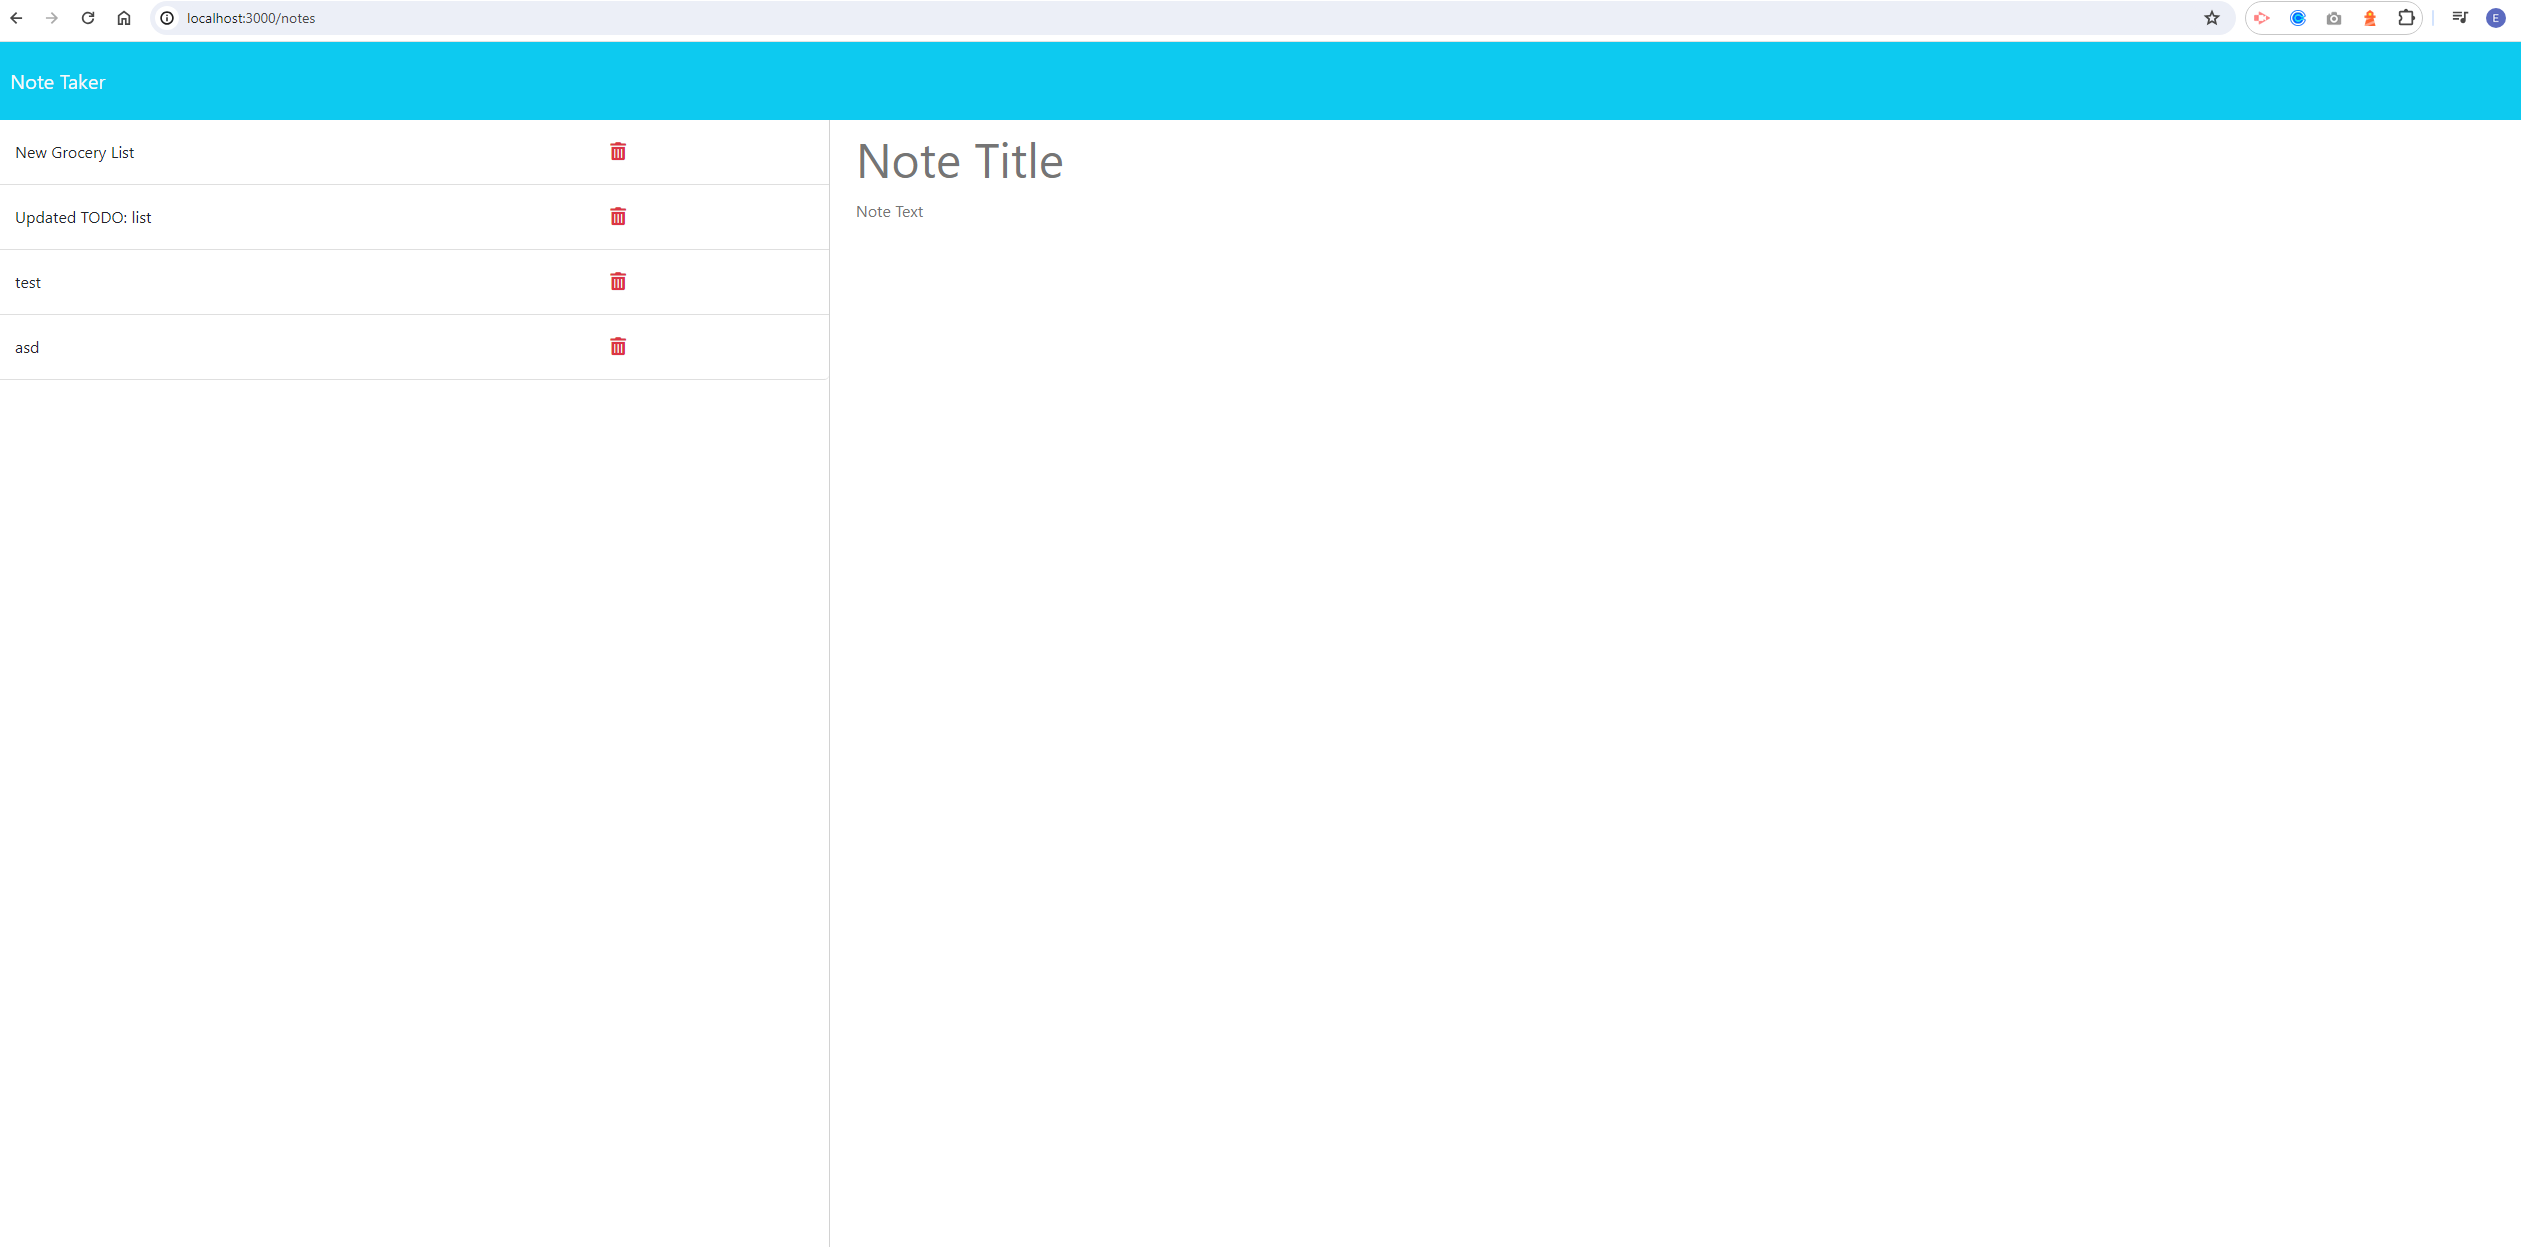 localhost:3000/notes
E
Note Taker
New Grocery List
Updated TODO: list
test
asd
Note Title
Note Text